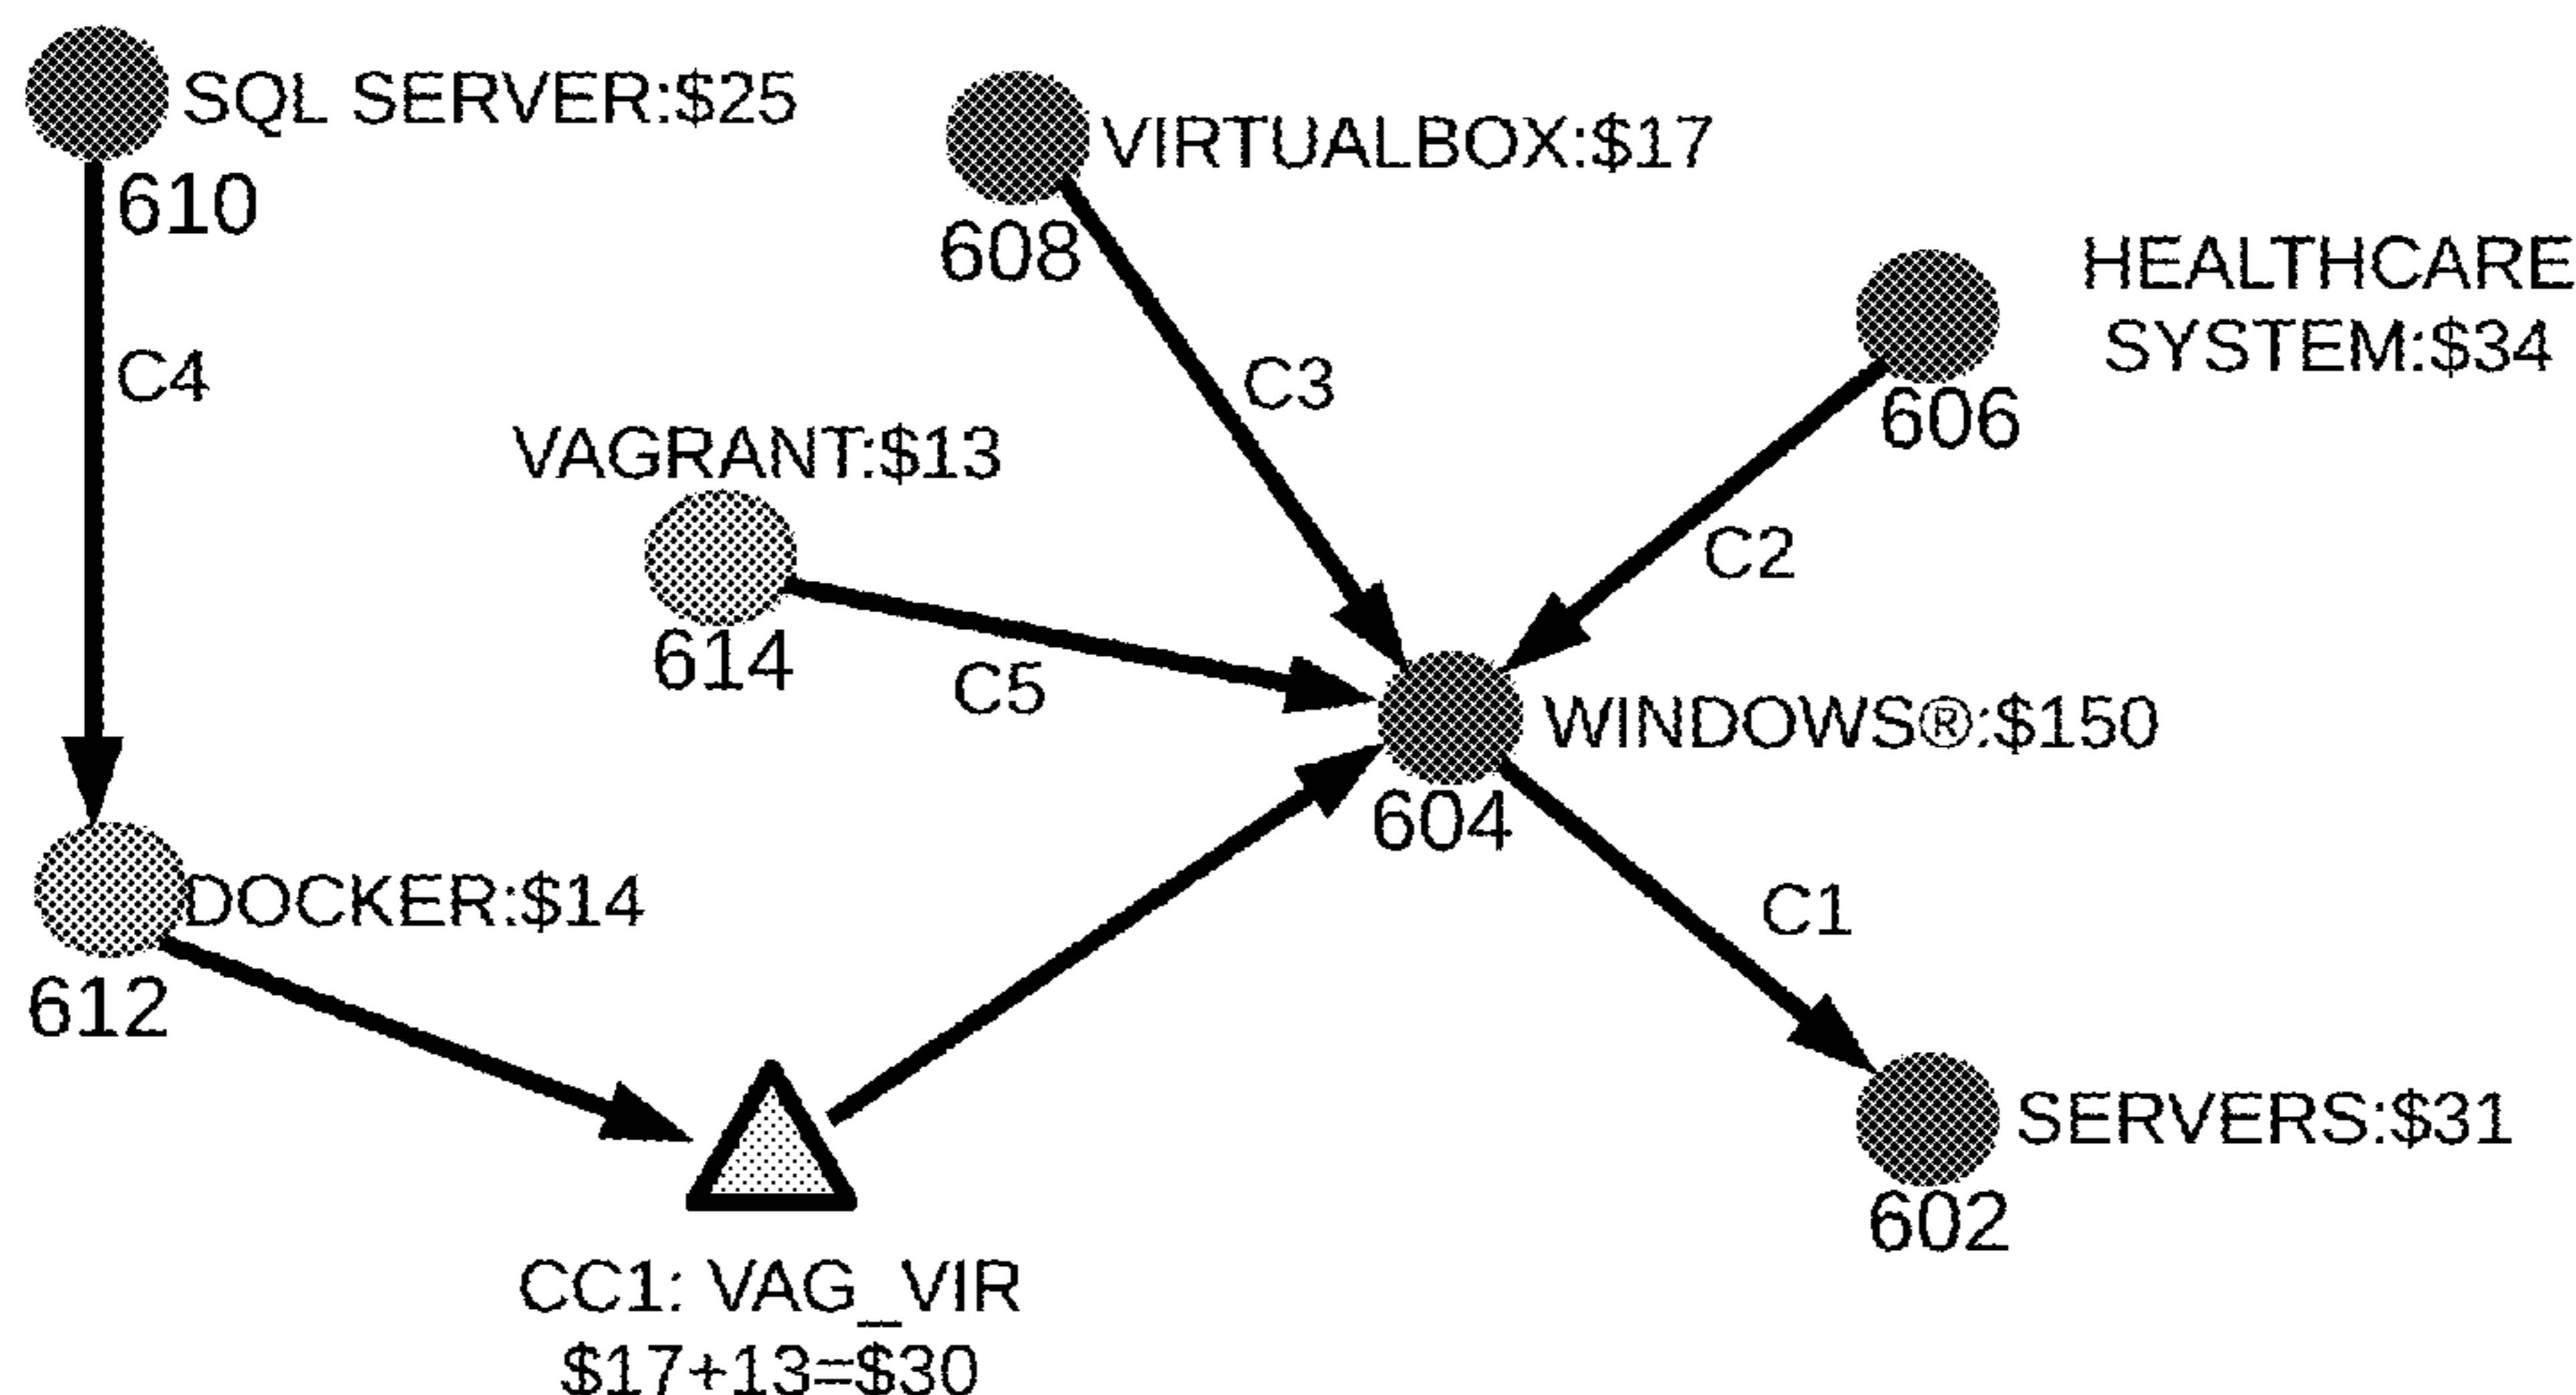 SQL SERVER:$25
610
VIRTUALBOX:$17
608
HEALTHCARE
SYSTEM:$34
606
C4
C3
C2
VAGRANT:$13
614
C5
WINDOWS®:$150
604
DOCKER:$14
612
C1
SERVERS:$31
602
CC1: VAG_VIR
$17+13=$30